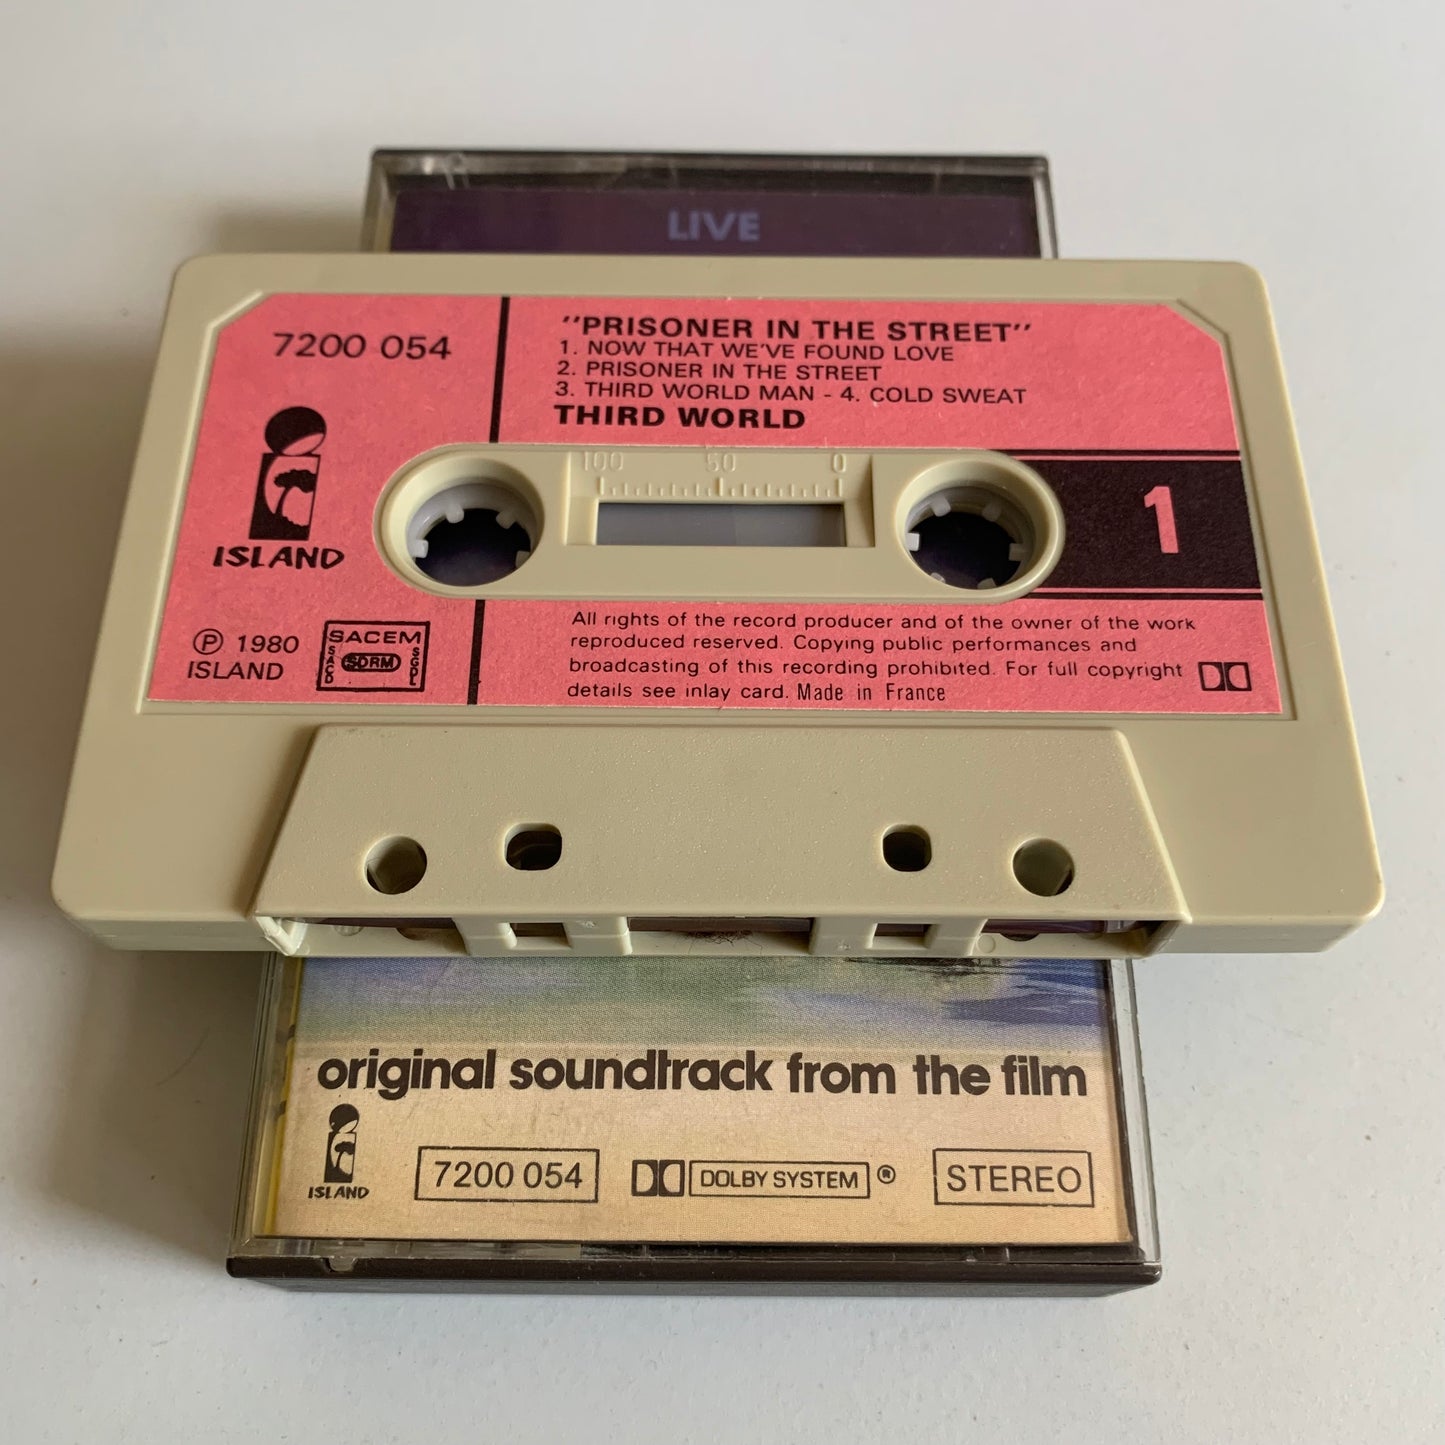 LIVE
7200 054
"PRISONER IN THE STREET"
1. NOW THAT WE'VE FOUND LOVE
2. PRISONER IN THE STREET
3. THIRD WORLD MAN - 4. COLD SWEAT
THIRD WORLD
100 50 0
1
ISLAND
℗ 1980
ISLAND
SACEM
SACD
SDRM
SGDL
All rights of the record producer and of the owner of the work
reproduced reserved. Copying public performances and
broadcasting of this recording prohibited. For full copyright
details see inlay card. Made in France
original soundtrack from the film
ISLAND
7200 054
DOLBY SYSTEM ®
STEREO